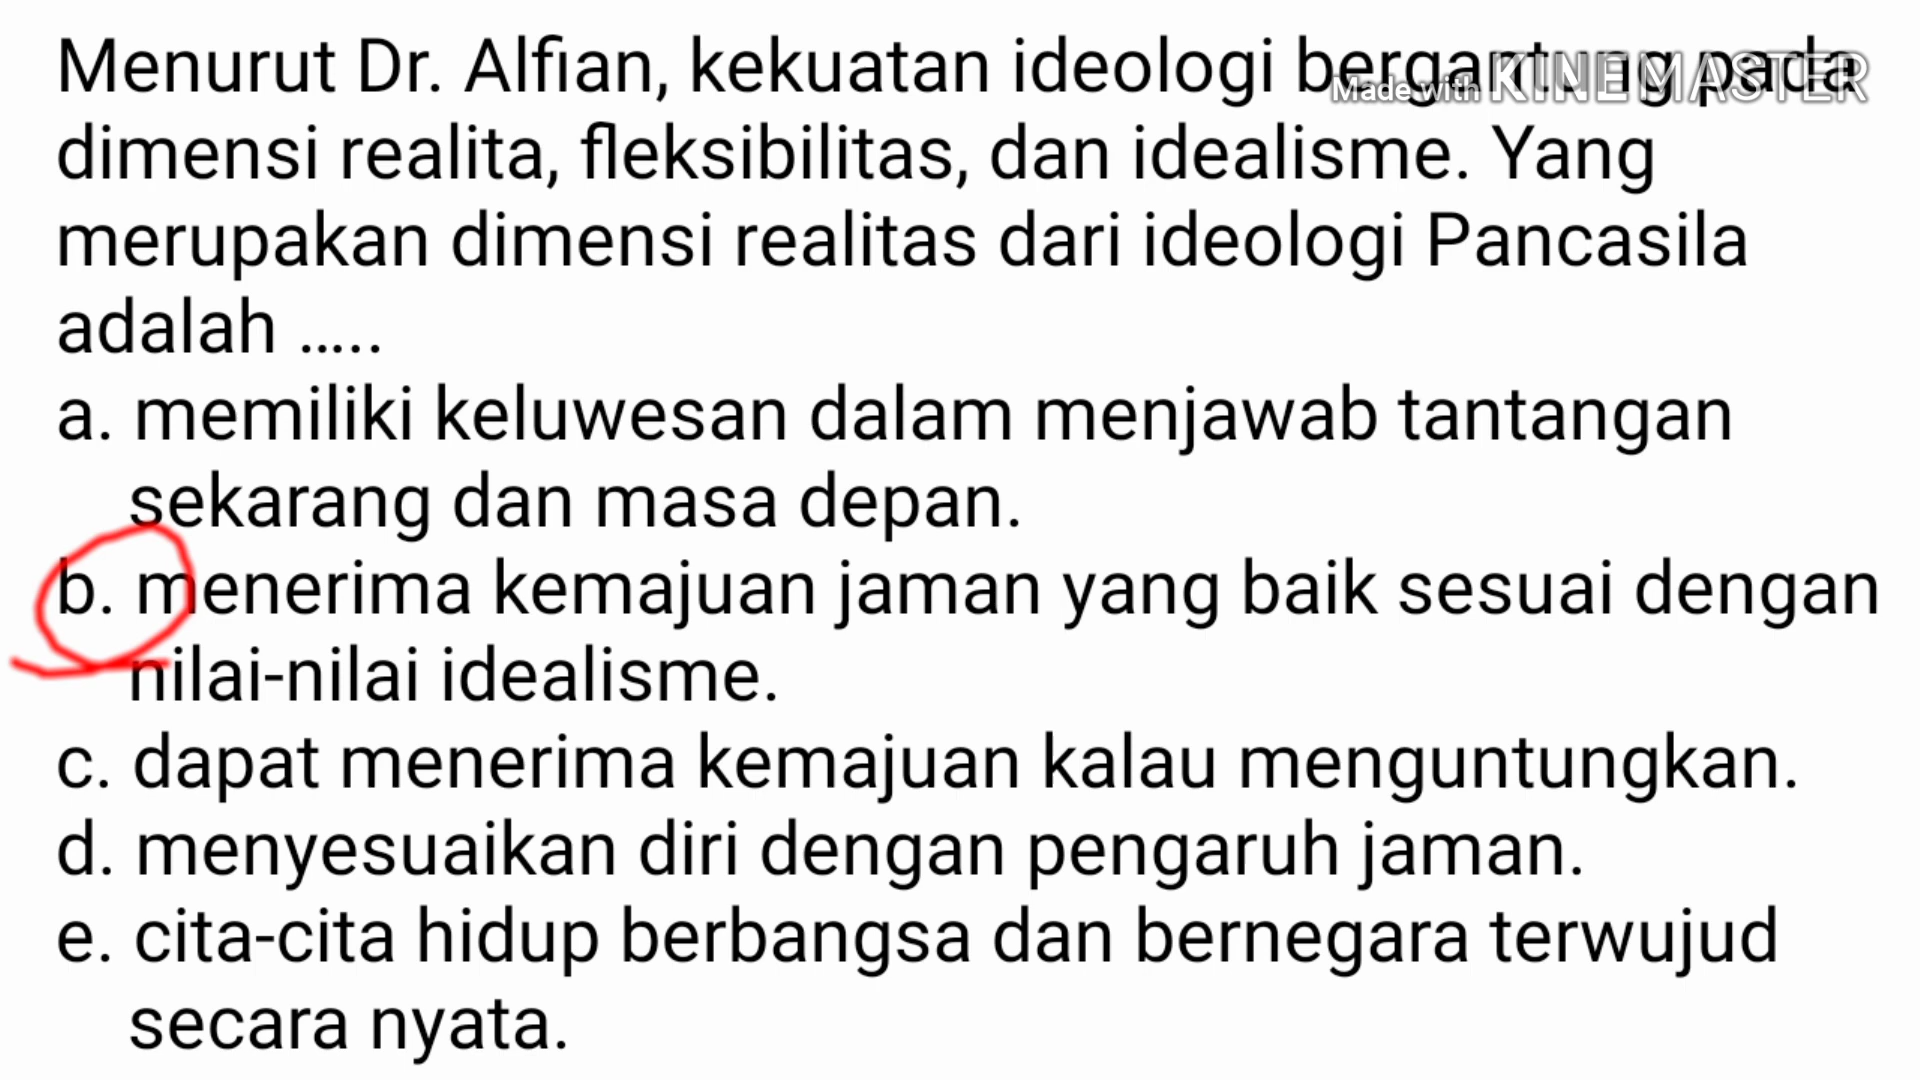 Menurut Dr. Alfian, kekuatan ideologi bergantung pada
Made with KINEMASTER
dimensi realita, fleksibilitas, dan idealisme. Yang
merupakan dimensi realitas dari ideologi Pancasila
adalah .....
a. memiliki keluwesan dalam menjawab tantangan
sekarang dan masa depan.
b. menerima kemajuan jaman yang baik sesuai dengan
nilai-nilai idealisme.
c. dapat menerima kemajuan kalau menguntungkan.
d. menyesuaikan diri dengan pengaruh jaman.
e. cita-cita hidup berbangsa dan bernegara terwujud
secara nyata.